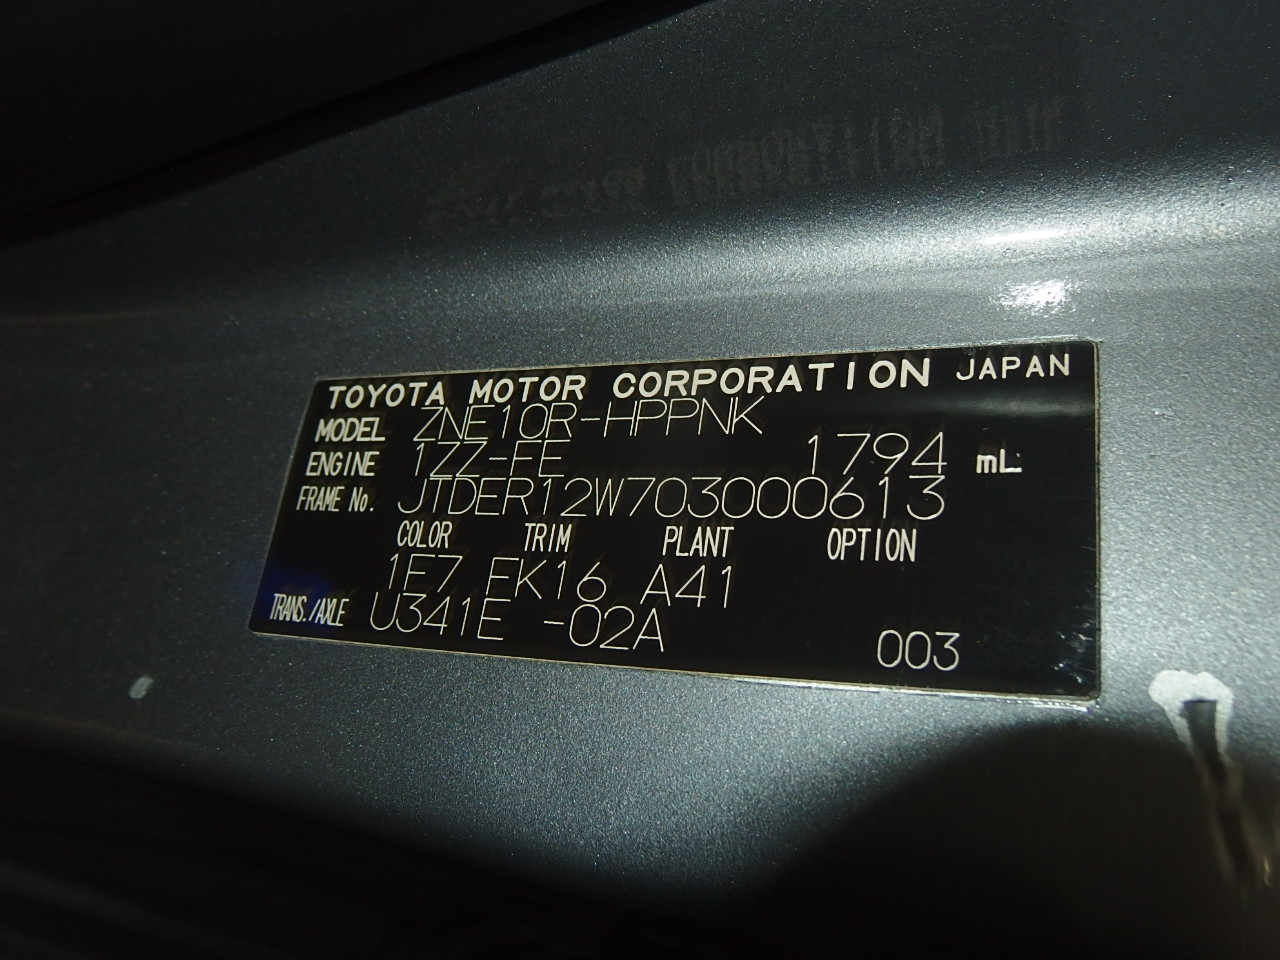 TOYOTA MOTOR CORPORATION JAPAN
MODEL ZNE10R-HPPNK
ENGINE 1ZZ-FE 1794 mL
FRAME No. JTDER12W703000613
COLOR TRIM PLANT OPTION
1E7 EK16 A41
TRANS./AXLE U341E -02A
003